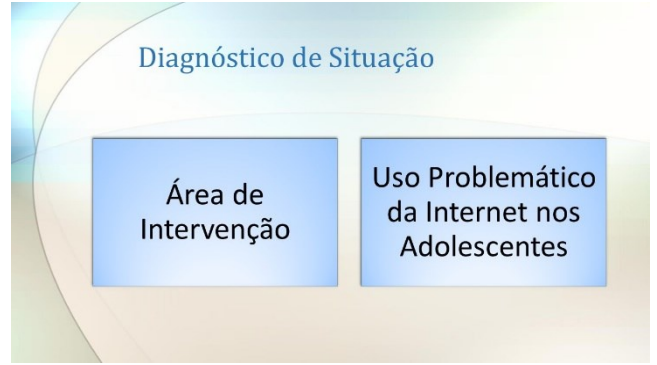 Diagnóstico de Situação
Área de
Intervenção
Uso Problemático
da Internet nos
Adolescentes